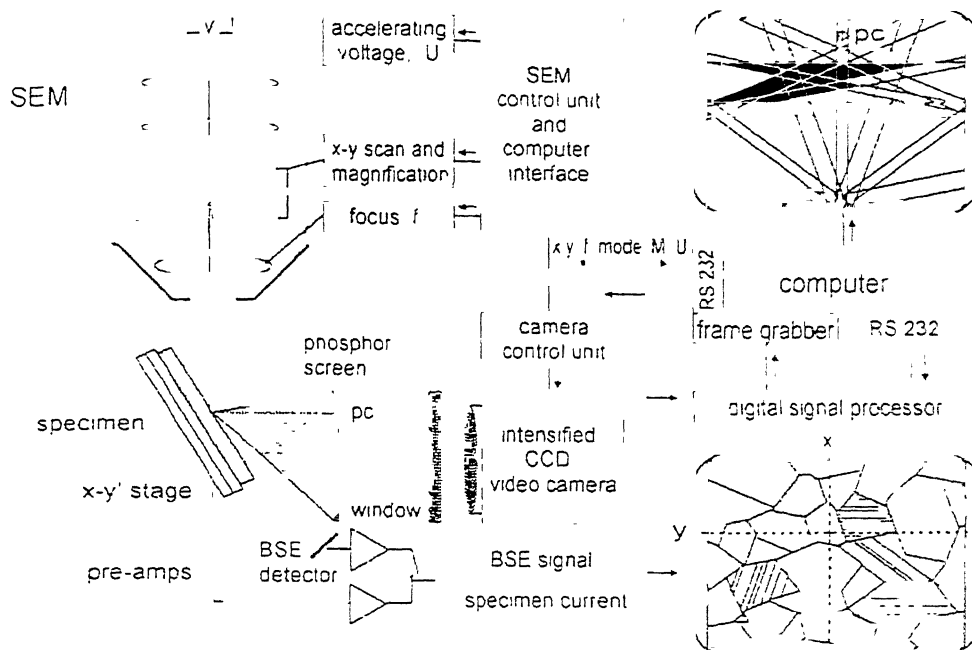 SEM
accelerating
voltage, U
x-y scan and
magnification
focus f
SEM
control unit
and
computer
interface
pc
x y f mode M U
RS 232
computer
frame grabber
RS 232
camera
control unit
digital signal processor
phosphor
screen
pc
specimen
x-y' stage
intensified
CCD
video camera
window
BSE
detector
pre-amps
BSE signal
specimen current
x
y